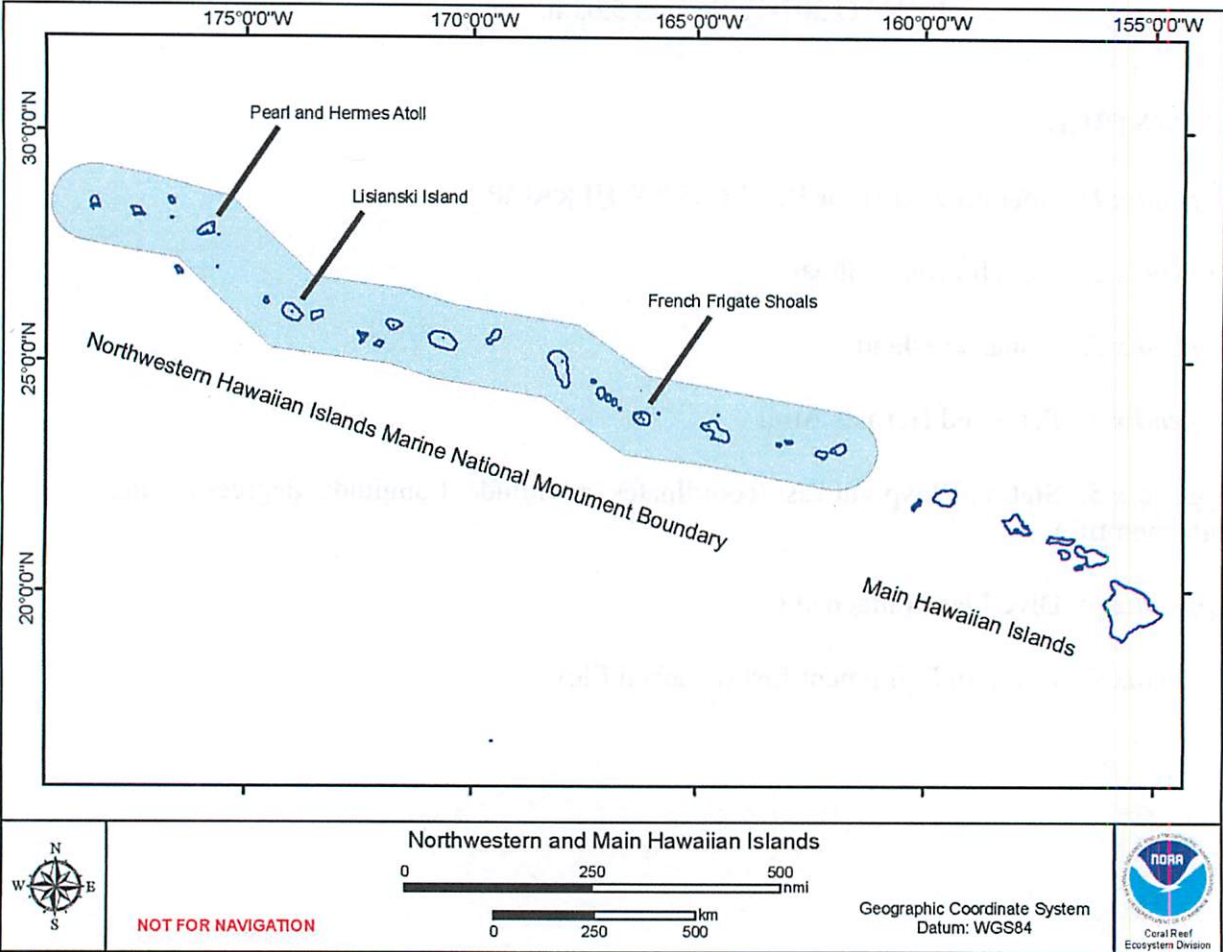 175°0'0"W
170°0'0"W
165°0'0"W
160°0'0"W
155°0'0"W
30°0'0"N
25°0'0"N
20°0'0"N
Pearl and Hermes Atoll
Lisianski Island
French Frigate Shoals
Northwestern Hawaiian Islands Marine National Monument Boundary
Main Hawaiian Islands
N
W E
S
NOT FOR NAVIGATION
Northwestern and Main Hawaiian Islands
0 250 500
nmi
km
0 250 500
Geographic Coordinate System
Datum: WGS84
NOAA
Coral Reef
Ecosystem Division